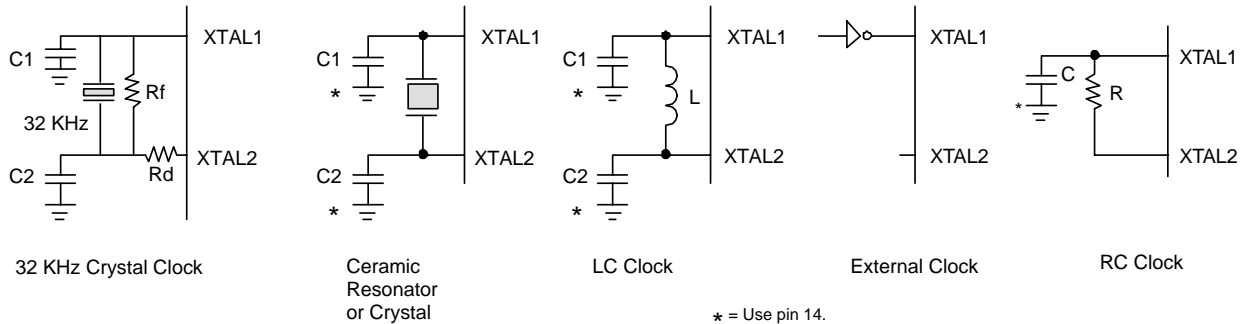 C1
32 KHz
Rf
C2
Rd
XTAL1
XTAL2
32 KHz Crystal Clock
C1
*
C2
*
XTAL1
XTAL2
Ceramic
Resonator
or Crystal
C1
*
L
C2
*
XTAL1
XTAL2
LC Clock
XTAL1
XTAL2
External Clock
C
*
R
XTAL1
XTAL2
RC Clock
* = Use pin 14.